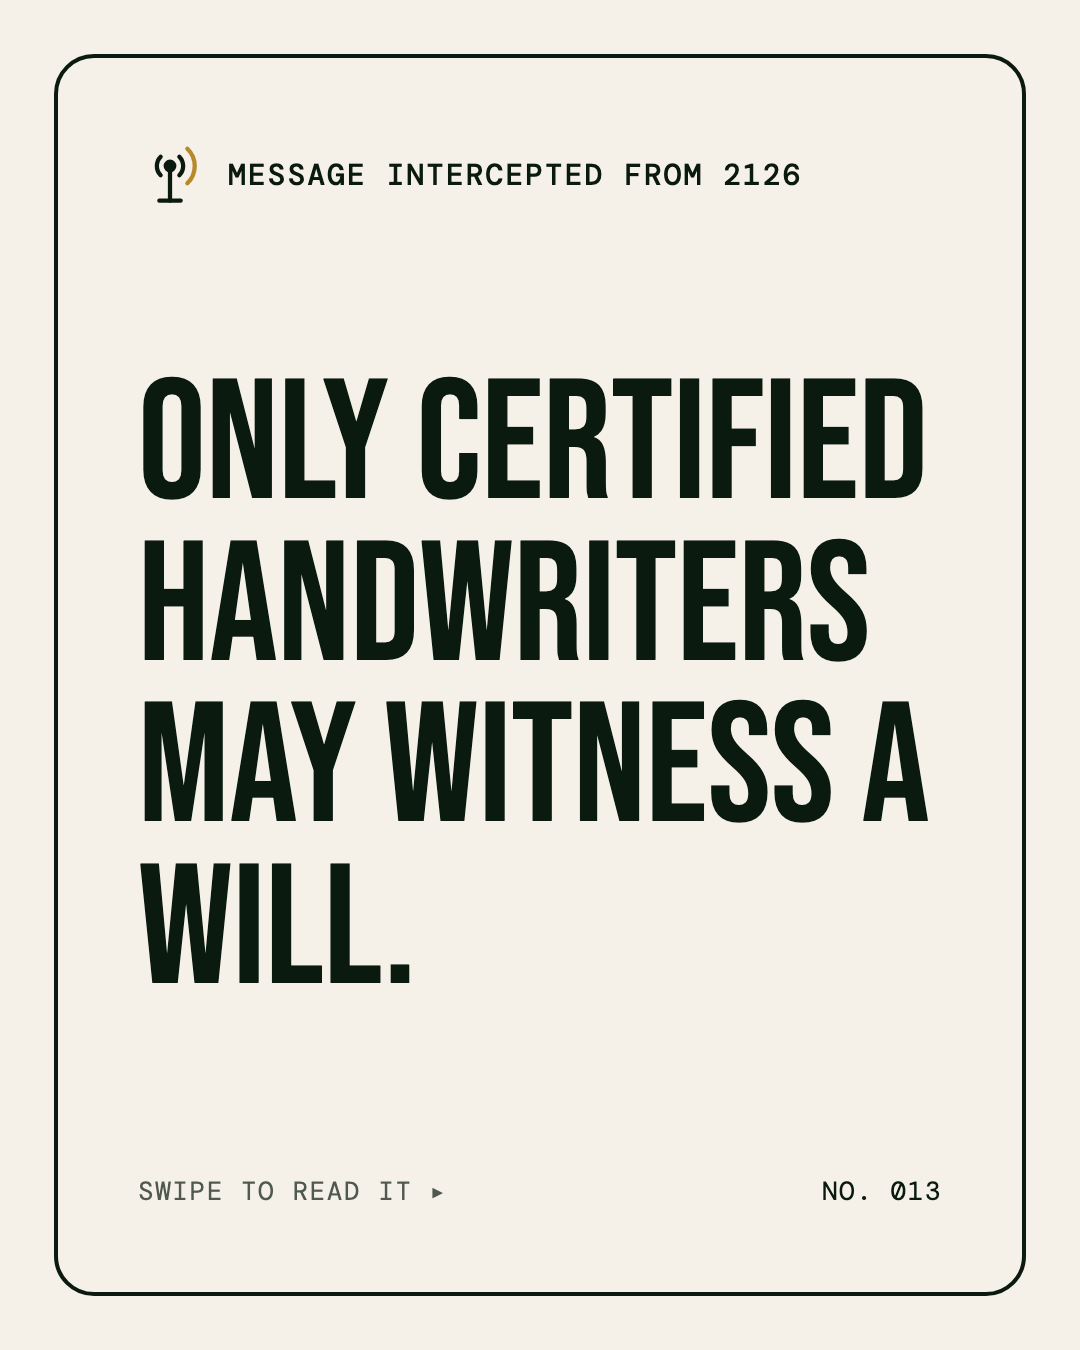 MESSAGE INTERCEPTED FROM 2126
ONLY CERTIFIED
HANDWRITERS
MAY WITNESS A
WILL.
SWIPE TO READ IT ▸
NO. 013